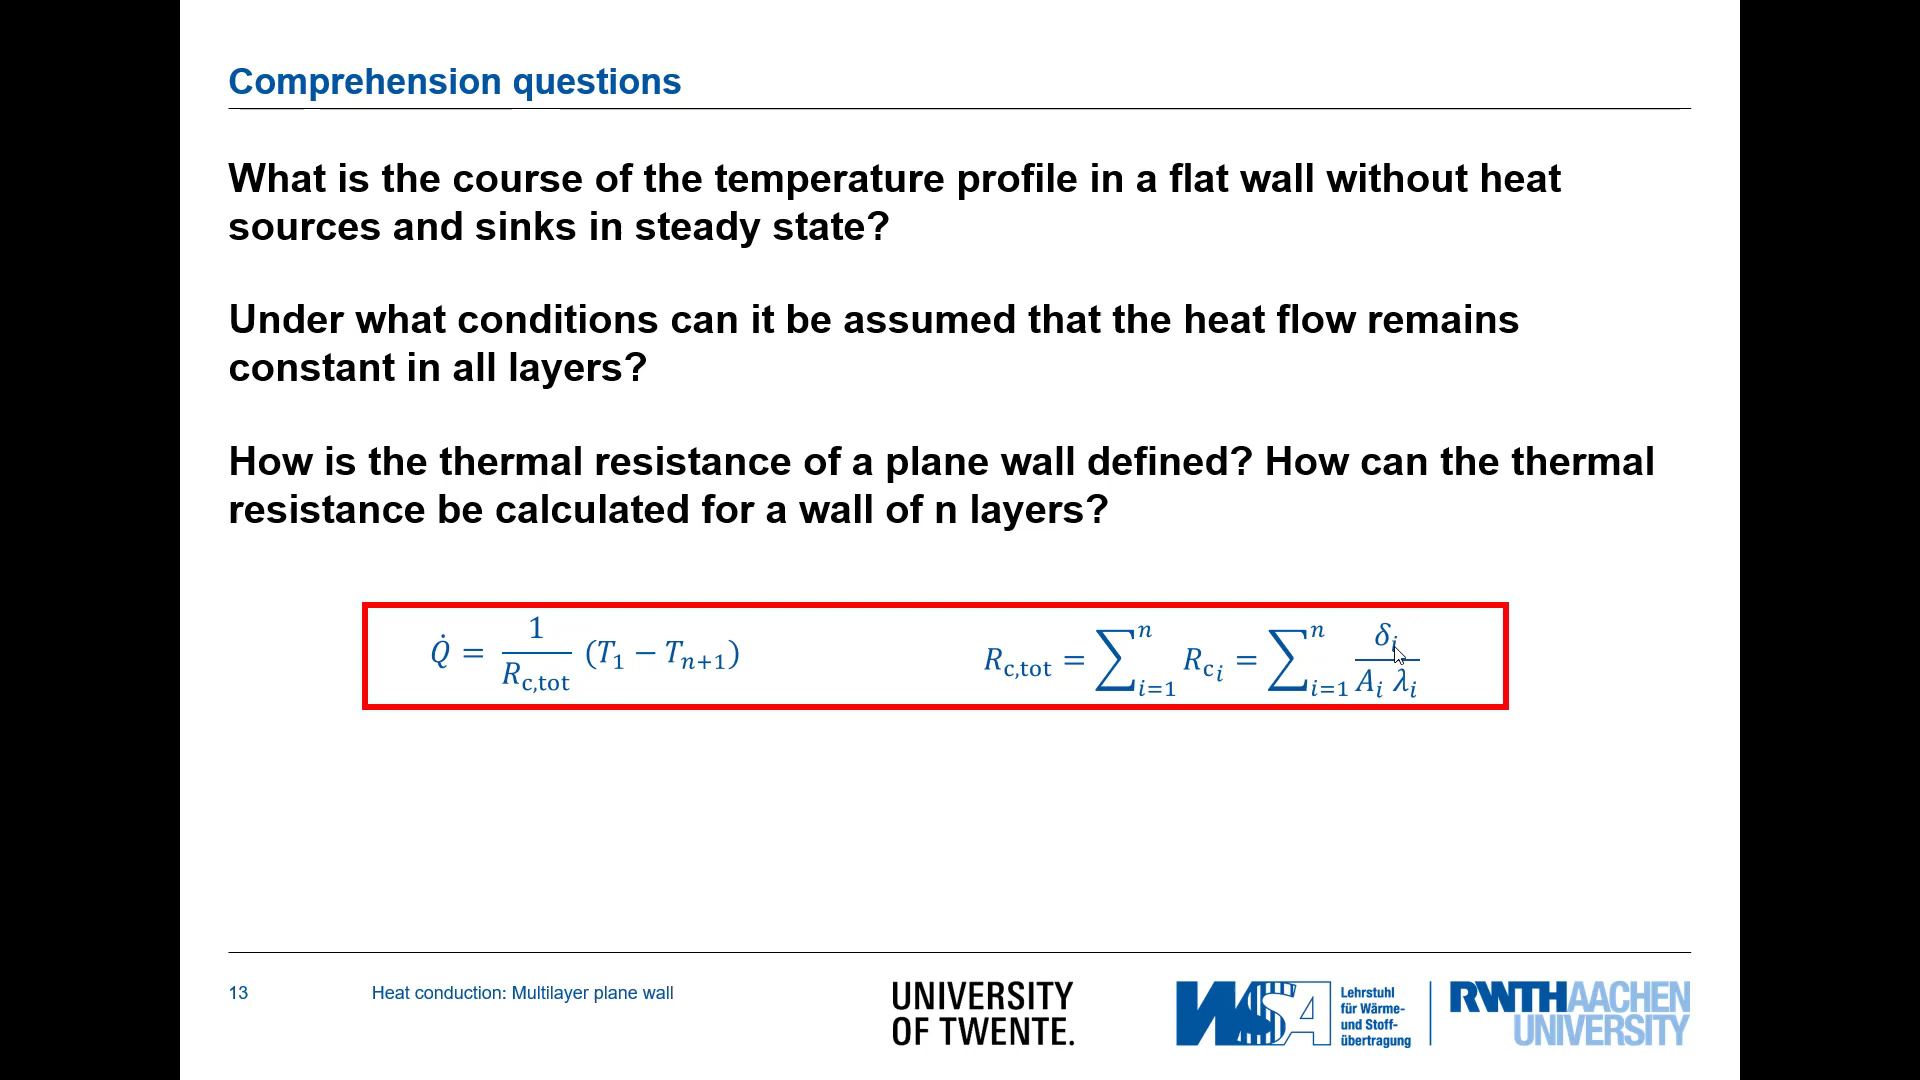 Comprehension questions
What is the course of the temperature profile in a flat wall without heat
sources and sinks in steady state?
Under what conditions can it be assumed that the heat flow remains
constant in all layers?
How is the thermal resistance of a plane wall defined? How can the thermal
resistance be calculated for a wall of n layers?
Q̇ = 1/R_c,tot (T_1 − T_{n+1})
R_c,tot = ∑_{i=1}^{n} R_{c i} = ∑_{i=1}^{n} δ_i / (A_i λ_i)
13
Heat conduction: Multilayer plane wall
UNIVERSITY
OF TWENTE.
WSA
Lehrstuhl
für Wärme-
und Stoff-
übertragung
RWTHAACHEN
UNIVERSITY